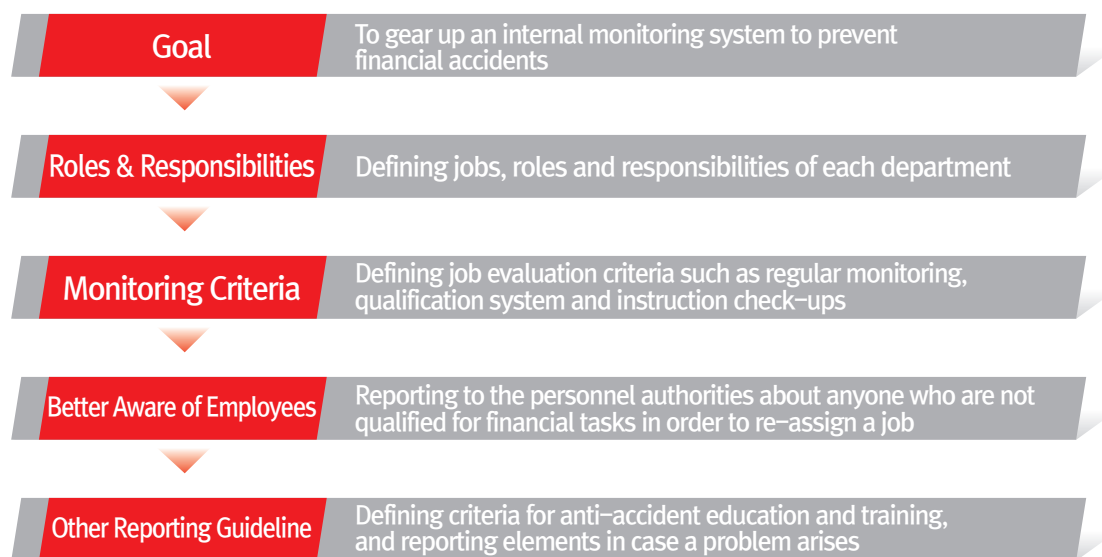 Goal
To gear up an internal monitoring system to prevent
financial accidents
Roles & Responsibilities
Defining jobs, roles and responsibilities of each department
Monitoring Criteria
Defining job evaluation criteria such as regular monitoring,
qualification system and instruction check-ups
Better Aware of Employees
Reporting to the personnel authorities about anyone who are not
qualified for financial tasks in order to re-assign a job
Other Reporting Guideline
Defining criteria for anti-accident education and training,
and reporting elements in case a problem arises